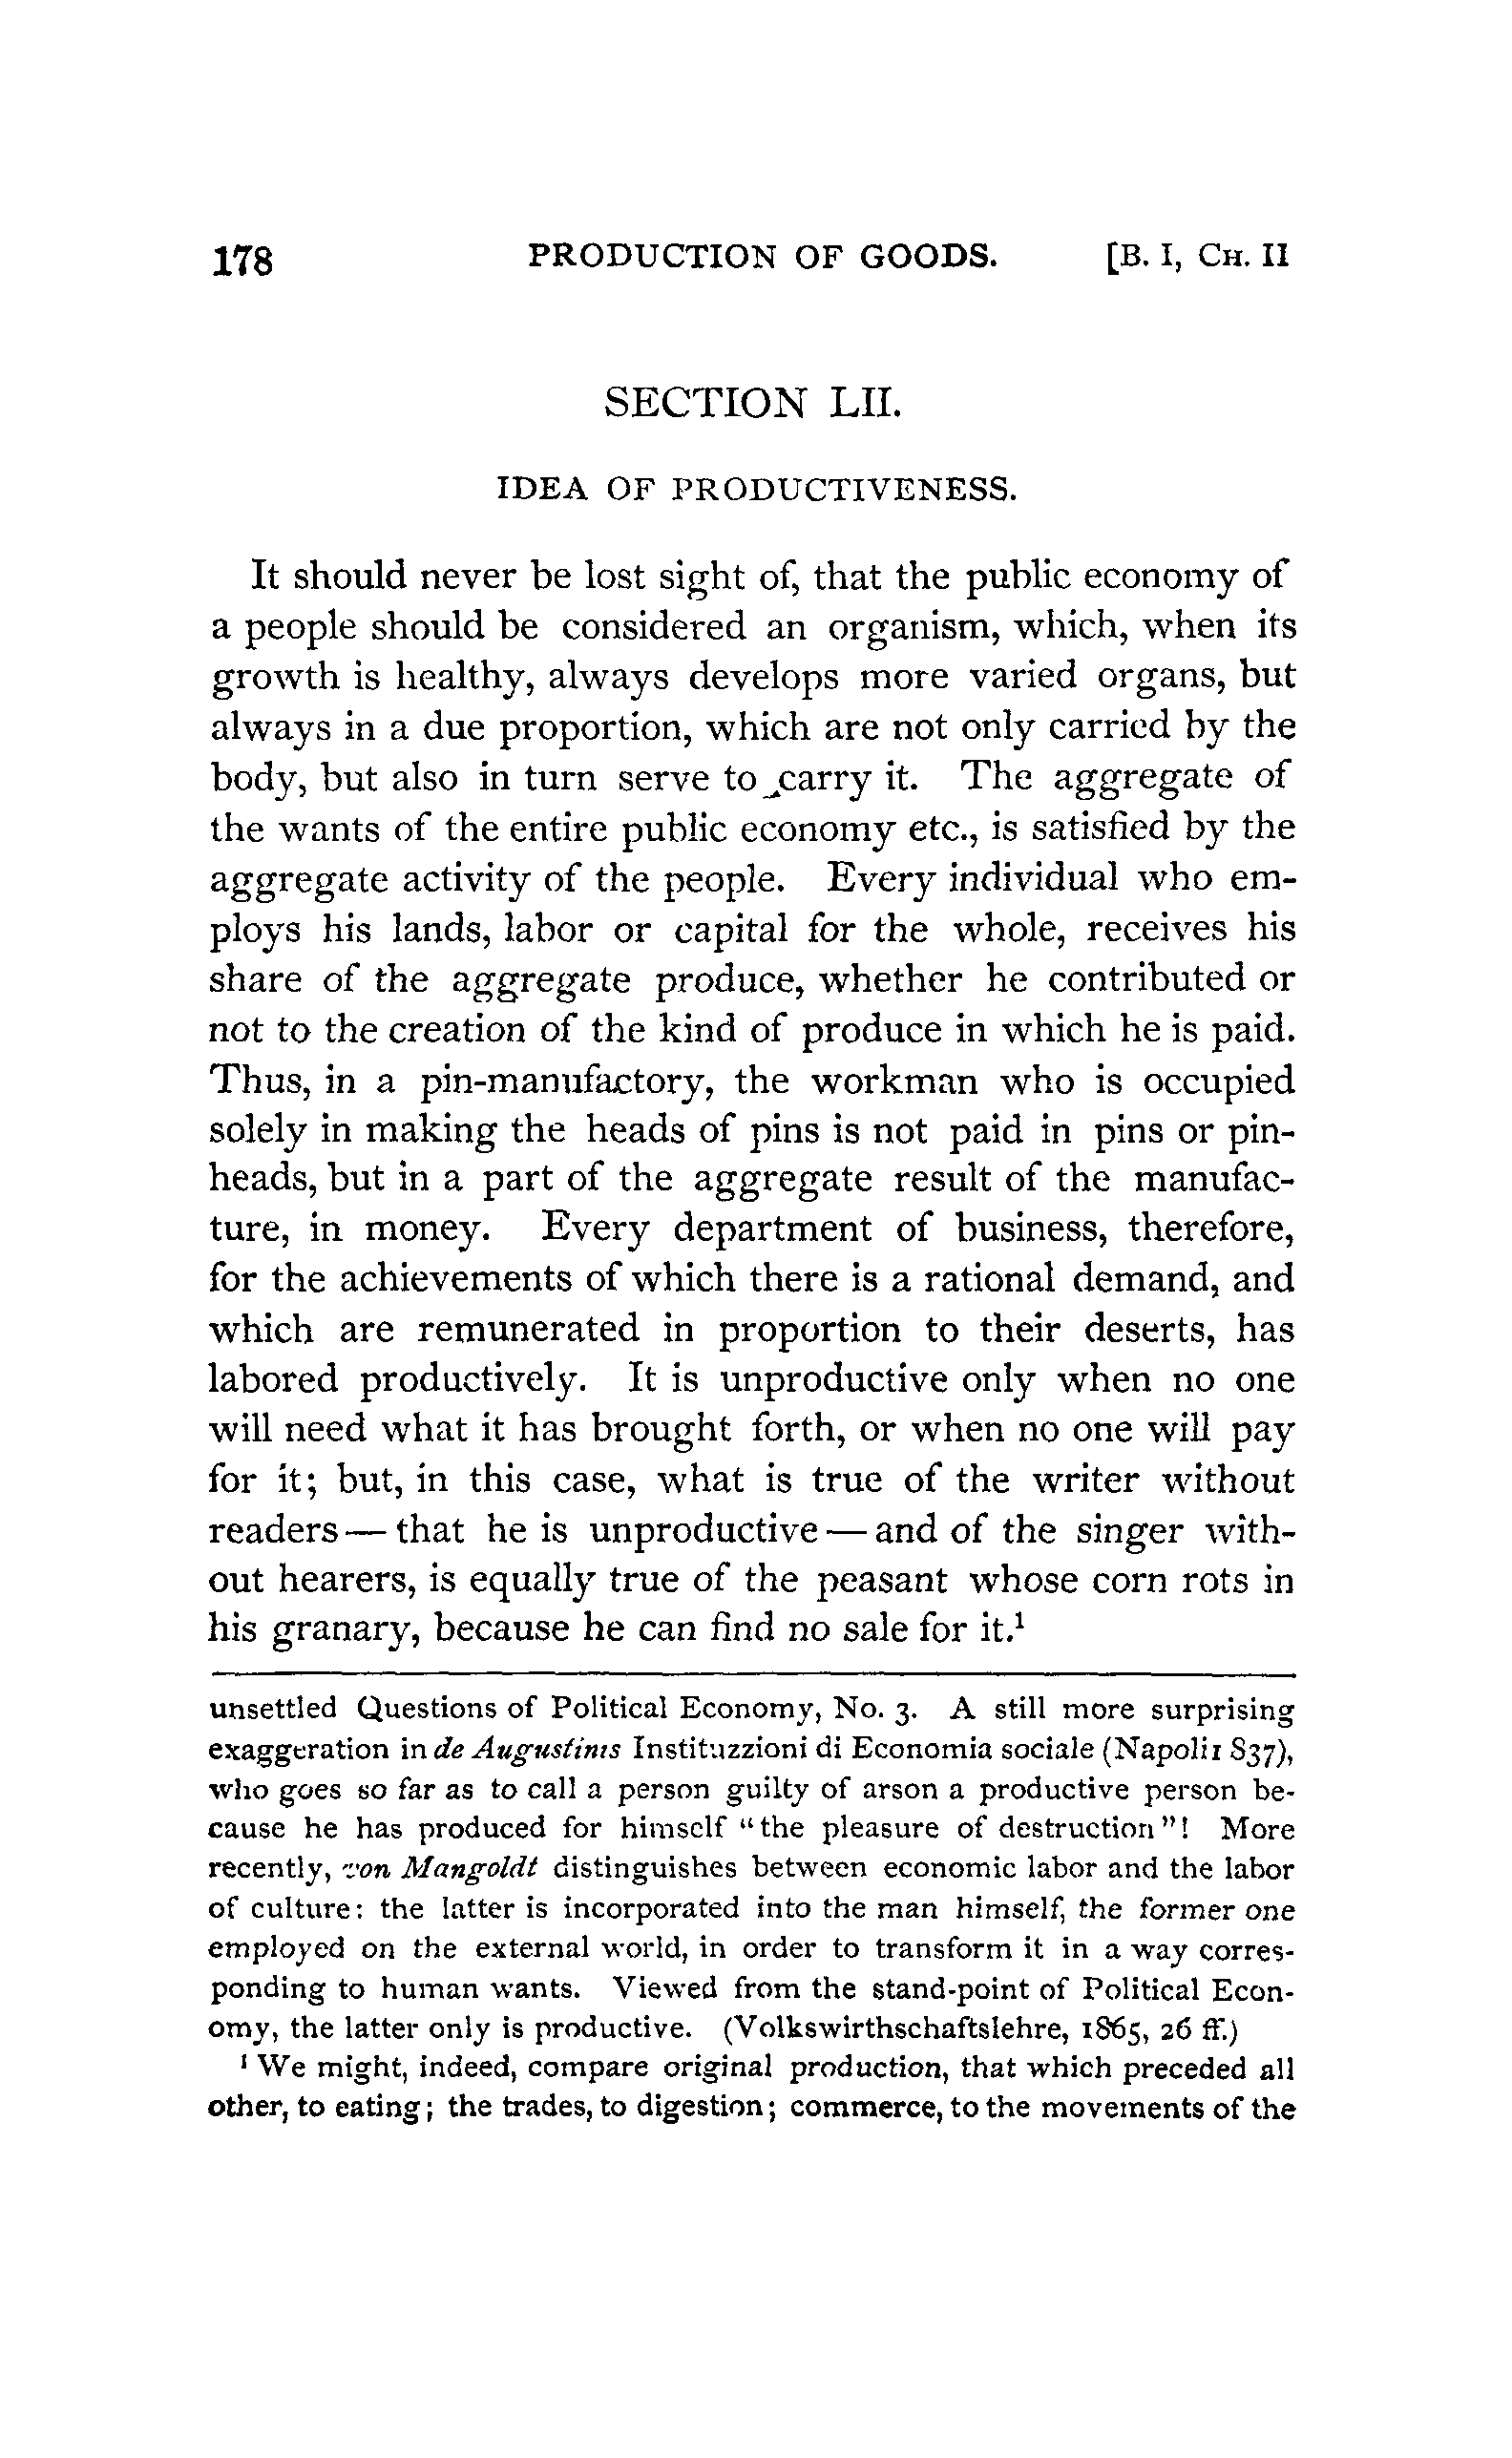 178 PRODUCTION OF GOODS. [B. I, CH. II
SECTION LII.
IDEA OF PRODUCTIVENESS.
It should never be lost sight of, that the public economy of
a people should be considered an organism, which, when its
growth is healthy, always develops more varied organs, but
always in a due proportion, which are not only carried by the
body, but also in turn serve to carry it. The aggregate of
the wants of the entire public economy etc., is satisfied by the
aggregate activity of the people. Every individual who em-
ploys his lands, labor or capital for the whole, receives his
share of the aggregate produce, whether he contributed or
not to the creation of the kind of produce in which he is paid.
Thus, in a pin-manufactory, the workman who is occupied
solely in making the heads of pins is not paid in pins or pin-
heads, but in a part of the aggregate result of the manufac-
ture, in money. Every department of business, therefore,
for the achievements of which there is a rational demand, and
which are remunerated in proportion to their deserts, has
labored productively. It is unproductive only when no one
will need what it has brought forth, or when no one will pay
for it; but, in this case, what is true of the writer without
readers — that he is unproductive — and of the singer with-
out hearers, is equally true of the peasant whose corn rots in
his granary, because he can find no sale for it.¹
unsettled Questions of Political Economy, No. 3. A still more surprising
exaggeration in de Augustinis Instituzzioni di Economia sociale (Napoli1 837),
who goes so far as to call a person guilty of arson a productive person be-
cause he has produced for himself "the pleasure of destruction"! More
recently, von Mangoldt distinguishes between economic labor and the labor
of culture: the latter is incorporated into the man himself, the former one
employed on the external world, in order to transform it in a way corres-
ponding to human wants. Viewed from the stand-point of Political Econ-
omy, the latter only is productive. (Volkswirthschaftslehre, 1865, 26 ff.)
¹ We might, indeed, compare original production, that which preceded all
other, to eating; the trades, to digestion; commerce, to the movements of the